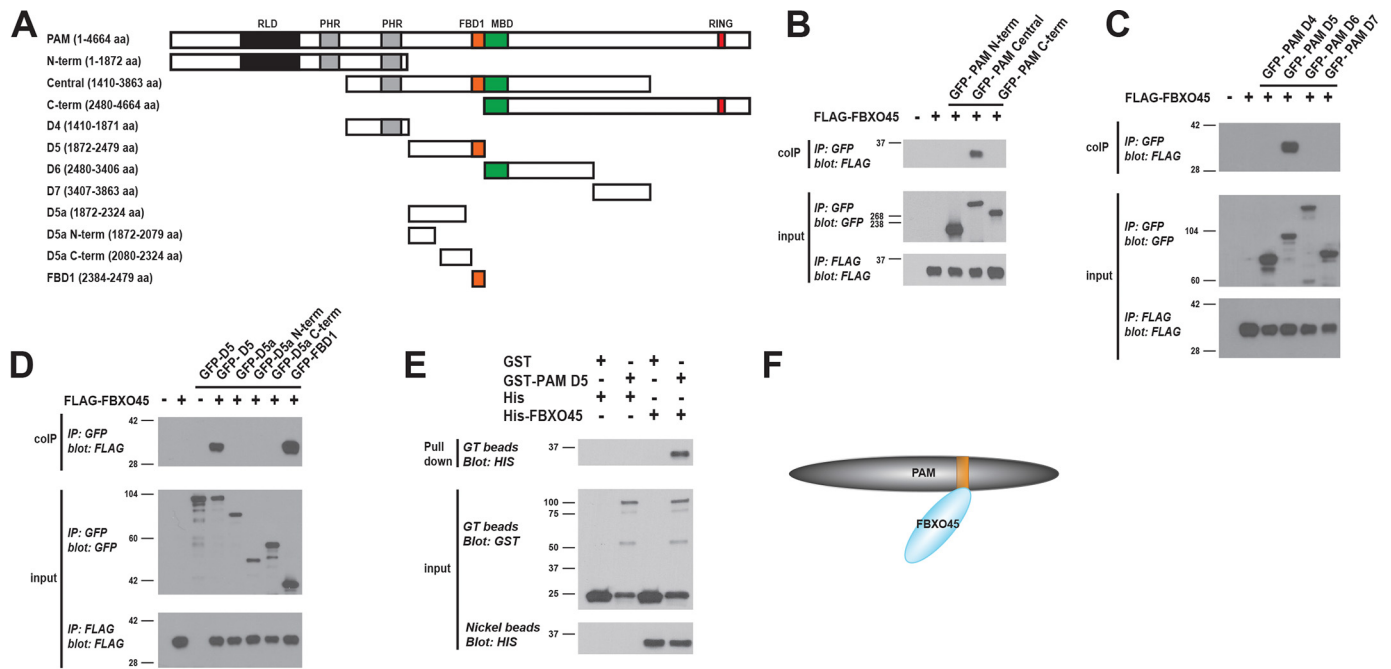 A
RLD PHR PHR FBD1 MBD RING
PAM (1-4664 aa)
N-term (1-1872 aa)
Central (1410-3863 aa)
C-term (2480-4664 aa)
D4 (1410-1871 aa)
D5 (1872-2479 aa)
D6 (2480-3406 aa)
D7 (3407-3863 aa)
D5a (1872-2324 aa)
D5a N-term (1872-2079 aa)
D5a C-term (2080-2324 aa)
FBD1 (2384-2479 aa)
B
GFP- PAM N-term
GFP- PAM Central
GFP- PAM C-term
FLAG-FBXO45 - + + + +
coIP
IP: GFP
blot: FLAG
37
input
IP: GFP
blot: GFP
268
238
IP: FLAG
blot: FLAG
37
C
GFP- PAM D4
GFP- PAM D5
GFP- PAM D6
GFP- PAM D7
FLAG-FBXO45
- + + + + +
coIP
IP: GFP
blot: FLAG
42
28
input
IP: GFP
blot: GFP
104
60
IP: FLAG
blot: FLAG
42
28
D
GFP-D5
GFP- D5
GFP-D5a
GFP-D5a N-term
GFP-D5a C-term
GFP-FBD1
FLAG-FBXO45 - + - + + + + +
coIP
IP: GFP
blot: FLAG
42
28
input
IP: GFP
blot: GFP
104
60
42
IP: FLAG
blot: FLAG
42
28
E
GST + - + -
GST-PAM D5 - + - +
His + + - -
His-FBXO45 - - + +
Pull
down
GT beads
Blot: HIS
37
input
GT beads
Blot: GST
100
75
50
37
25
Nickel beads
Blot: HIS
37
F
PAM
FBXO45